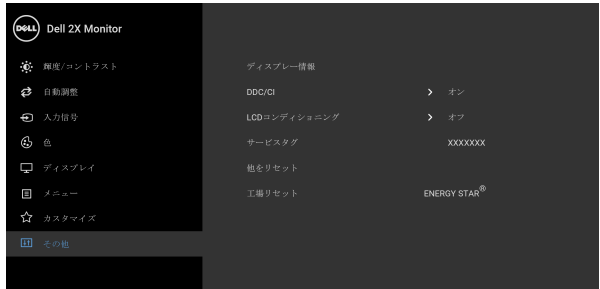 DELL Dell 2X Monitor
輝度/コントラスト
自動調整
入力信号
色
ディスプレイ
メニュー
カスタマイズ
その他
ディスプレー情報
DDC/CI オン
LCDコンディショニング オフ
サービスタグ XXXXXXX
他をリセット
工場リセット ENERGY STAR®